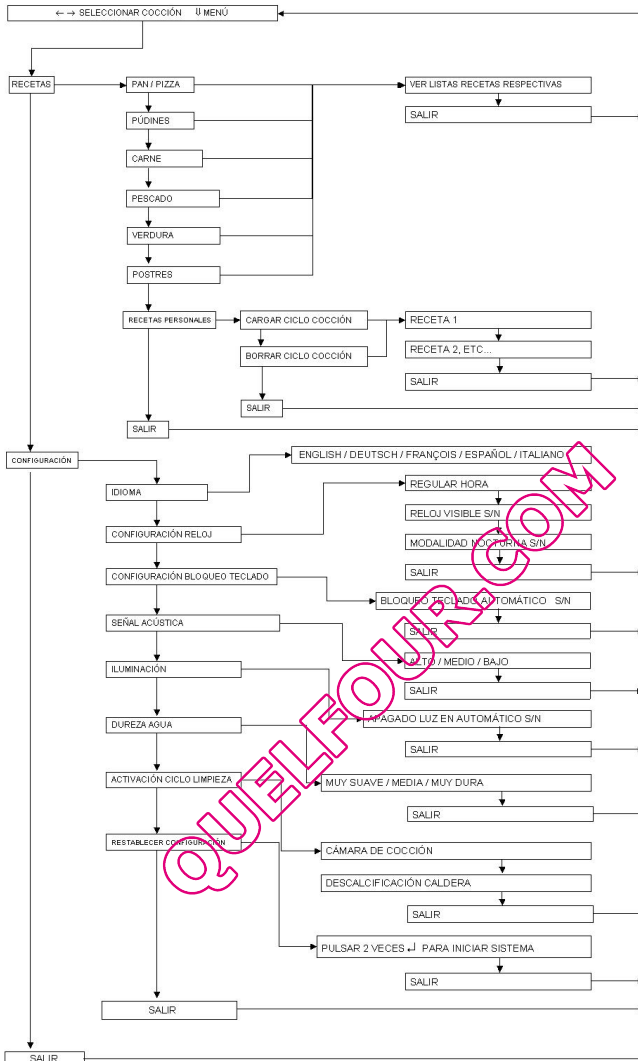 ← → SELECCIONAR COCCIÓN ⇓ MENÚ
RECETAS
PAN / PIZZA
VER LISTAS RECETAS RESPECTIVAS
SALIR
PÚDINES
CARNE
PESCADO
VERDURA
POSTRES
RECETAS PERSONALES
CARGAR CICLO COCCIÓN
RECETA 1
BORRAR CICLO COCCIÓN
RECETA 2, ETC...
SALIR
SALIR
SALIR
CONFIGURACIÓN
ENGLISH / DEUTSCH / FRANÇOIS / ESPAÑOL / ITALIANO
IDIOMA
REGULAR HORA
RELOJ VISIBLE S/N
CONFIGURACIÓN RELOJ
MODALIDAD NOCTURNA S/N
SALIR
CONFIGURACIÓN BLOQUEO TECLADO
BLOQUEO TECLADO AUTOMÁTICO S/N
SALIR
SEÑAL ACÚSTICA
ALTO / MEDIO / BAJO
SALIR
ILUMINACIÓN
APAGADO LUZ EN AUTOMÁTICO S/N
SALIR
DUREZA AGUA
MUY SUAVE / MEDIA / MUY DURA
SALIR
ACTIVACIÓN CICLO LIMPIEZA
CÁMARA DE COCCIÓN
DESCALCIFICACIÓN CALDERA
SALIR
RESTABLECER CONFIGURACIÓN
PULSAR 2 VECES ↵ PARA INICIAR SISTEMA
SALIR
SALIR
SALIR
QUELFOUR.COM